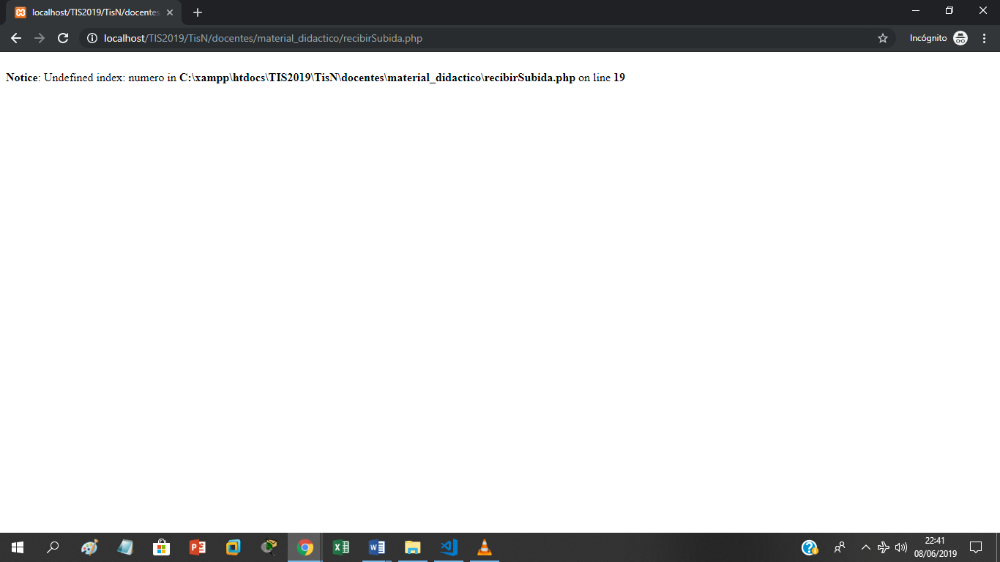 localhost/TIS2019/TisN/docentes
localhost/TIS2019/TisN/docentes/material_didactico/recibirSubida.php
Incógnito
Notice: Undefined index: numero in C:\xampp\htdocs\TIS2019\TisN\docentes\material_didactico\recibirSubida.php on line 19
22:41
08/06/2019